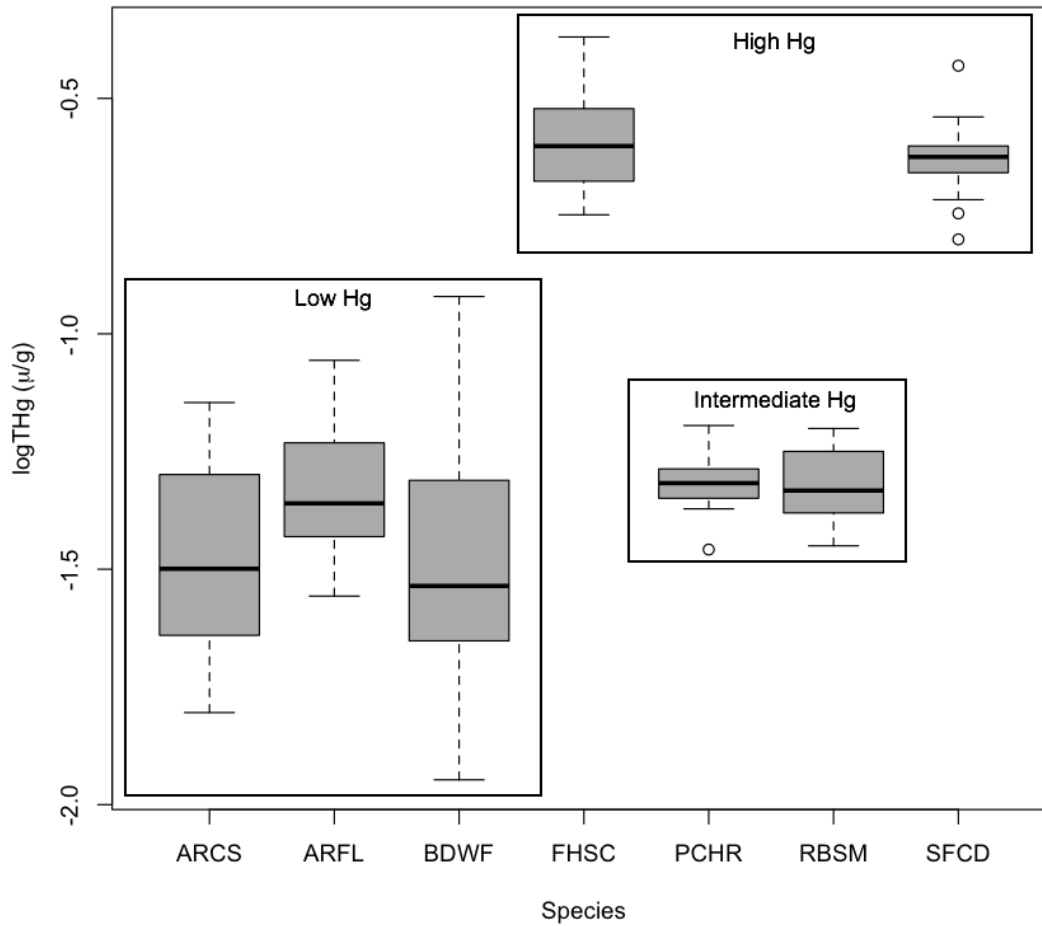 High Hg
Low Hg
Intermediate Hg
logTHg (μ/g)
-0.5
-1.0
-1.5
-2.0
ARCS ARFL BDWF FHSC PCHR RBSM SFCD
Species